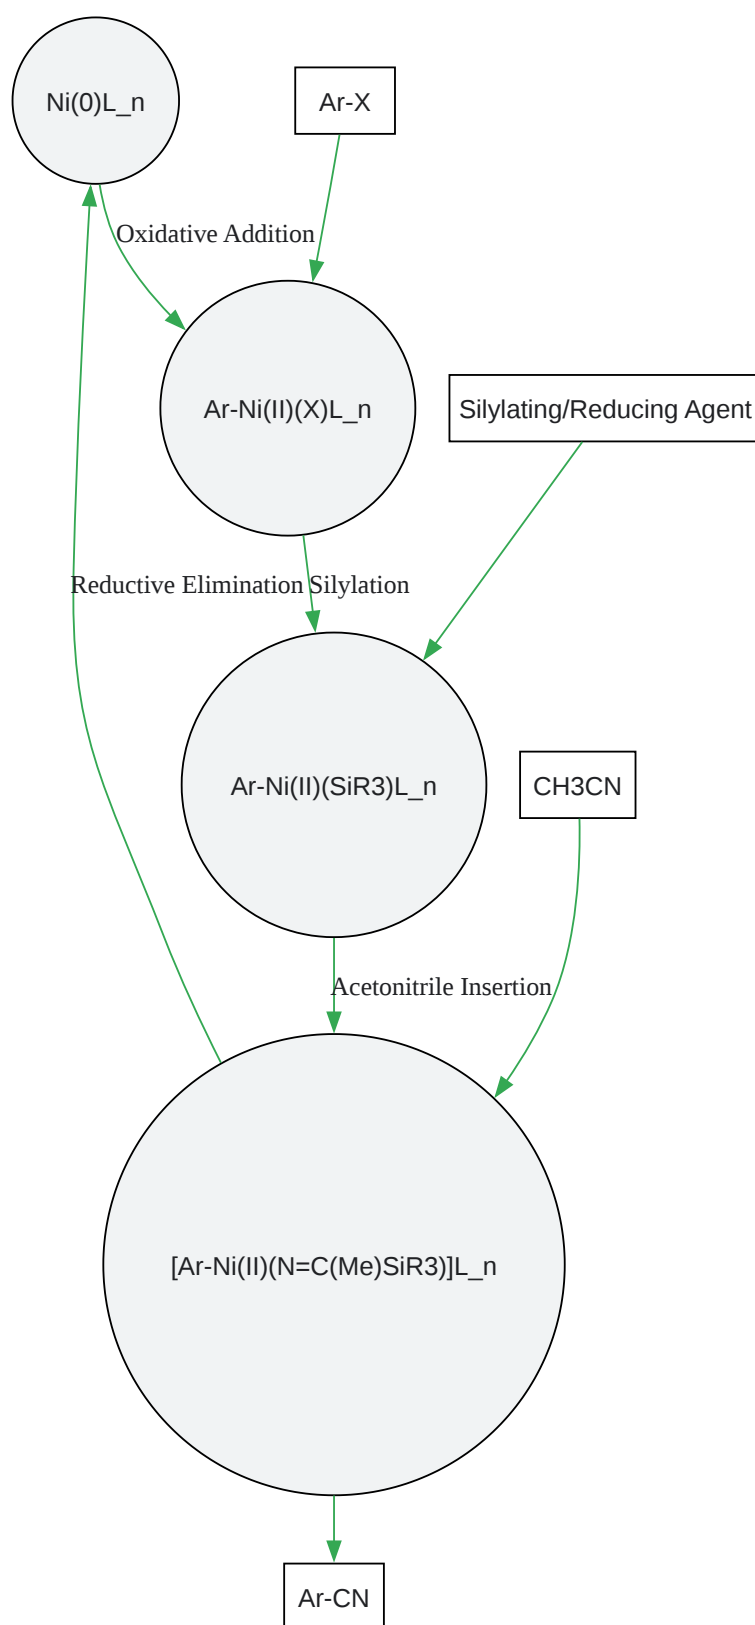 Ni(0)L_n
Ar-X
Oxidative Addition
Ar-Ni(II)(X)L_n
Silylating/Reducing Agent
Reductive Elimination
Silylation
Ar-Ni(II)(SiR3)L_n
CH3CN
Acetonitrile Insertion
[Ar-Ni(II)(N=C(Me)SiR3)]L_n
Ar-CN